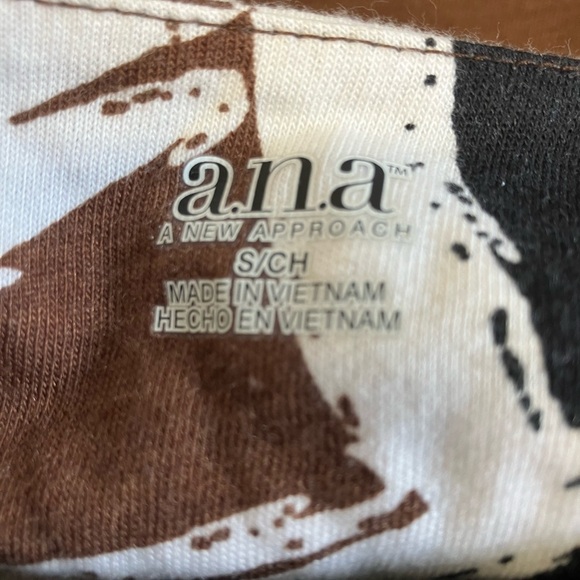 a.n.a™
A NEW APPROACH
S/CH
MADE IN VIETNAM
HECHO EN VIETNAM